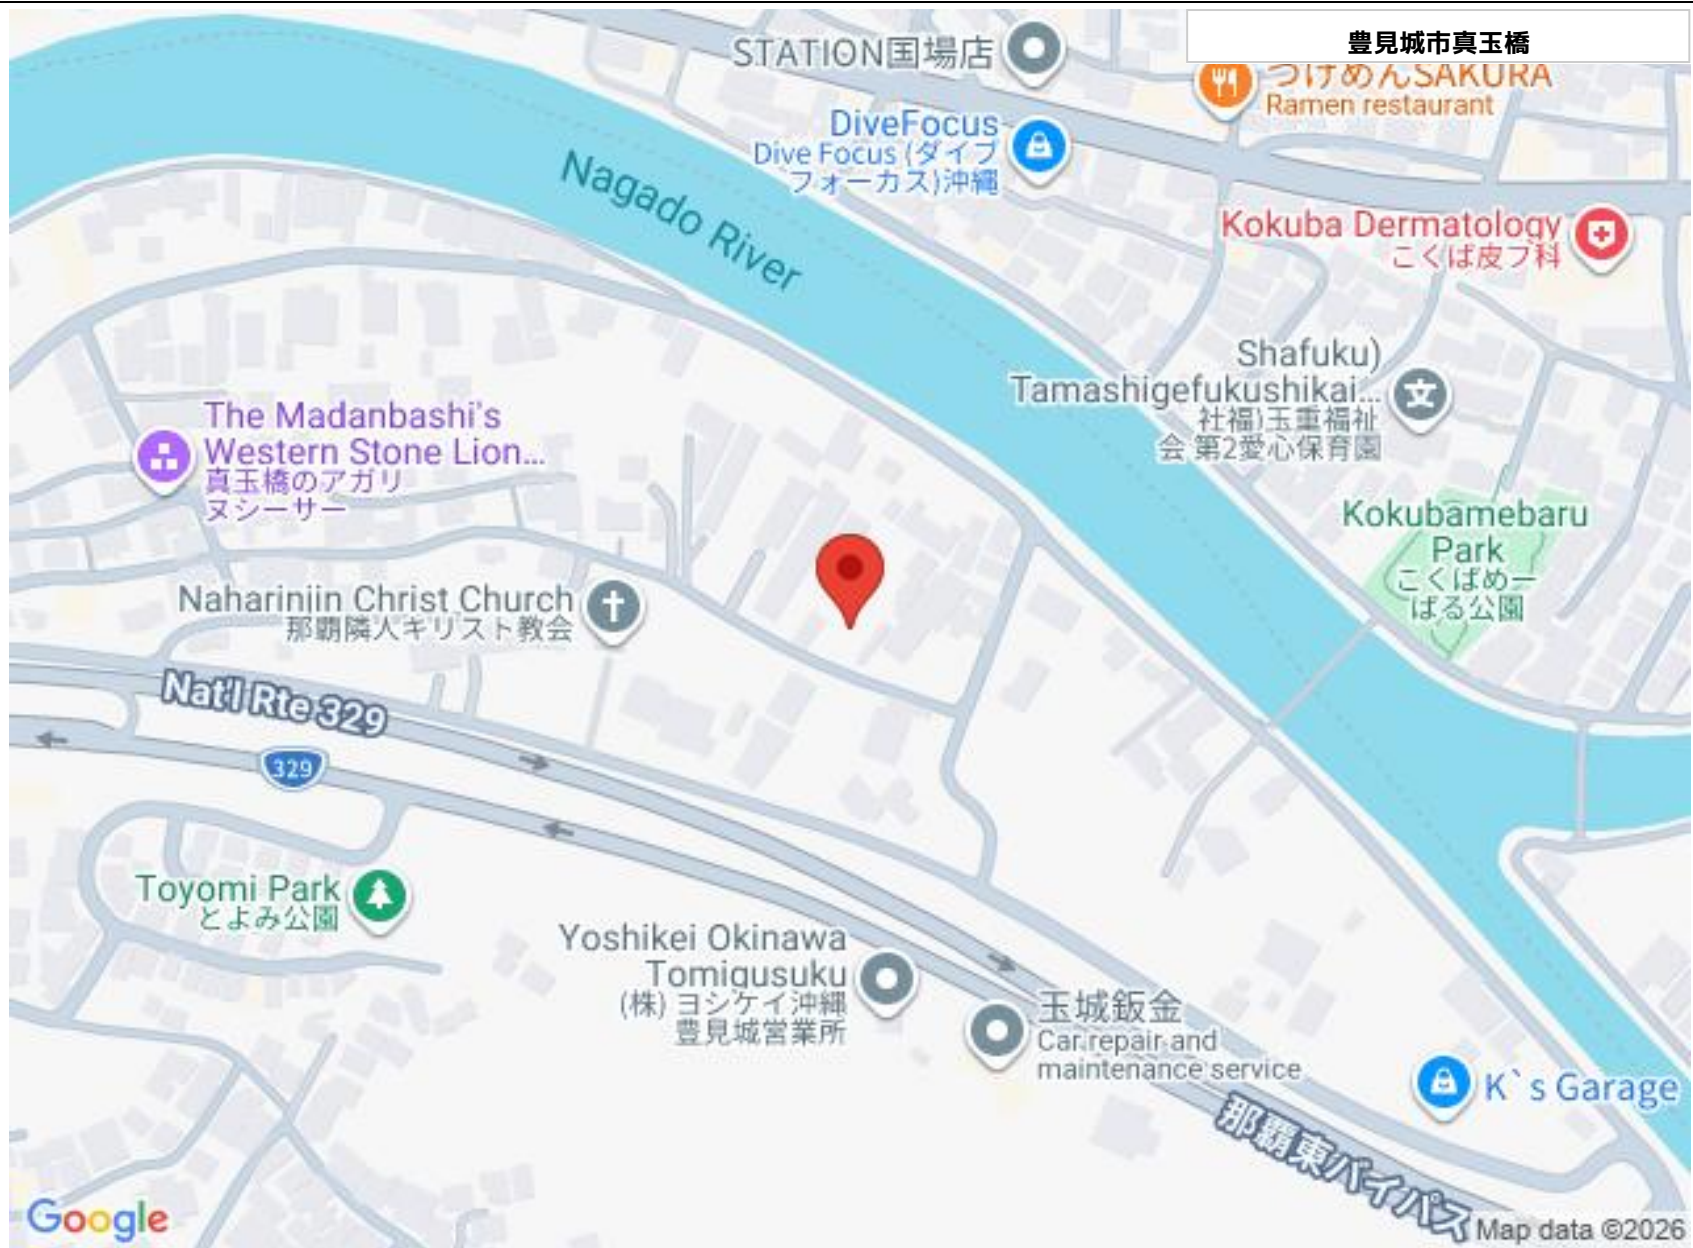 豊見城市真玉橋
STATION国場店
つけめんSAKURA
Ramen restaurant
DiveFocus
Dive Focus (ダイブ
フォーカス)沖縄
Nagado River
Kokuba Dermatology
こくば皮フ科
Shafuku)
Tamashigefukushikai...
社福)玉重福祉
会 第2愛心保育園
The Madanbashi's
Western Stone Lion...
真玉橋のアガリ
ヌシーサー
Kokubamebaru
Park
こくばめー
ばる公園
Nahariniin Christ Church
那覇隣人キリスト教会
Nat'l Rte 329
329
Toyomi Park
とよみ公園
Yoshikei Okinawa
Tomigusuku
(株) ヨシケイ沖縄
豊見城営業所
玉城鈑金
Car repair and
maintenance service
K`s Garage
那覇東バイパス
Google
Map data ©2026